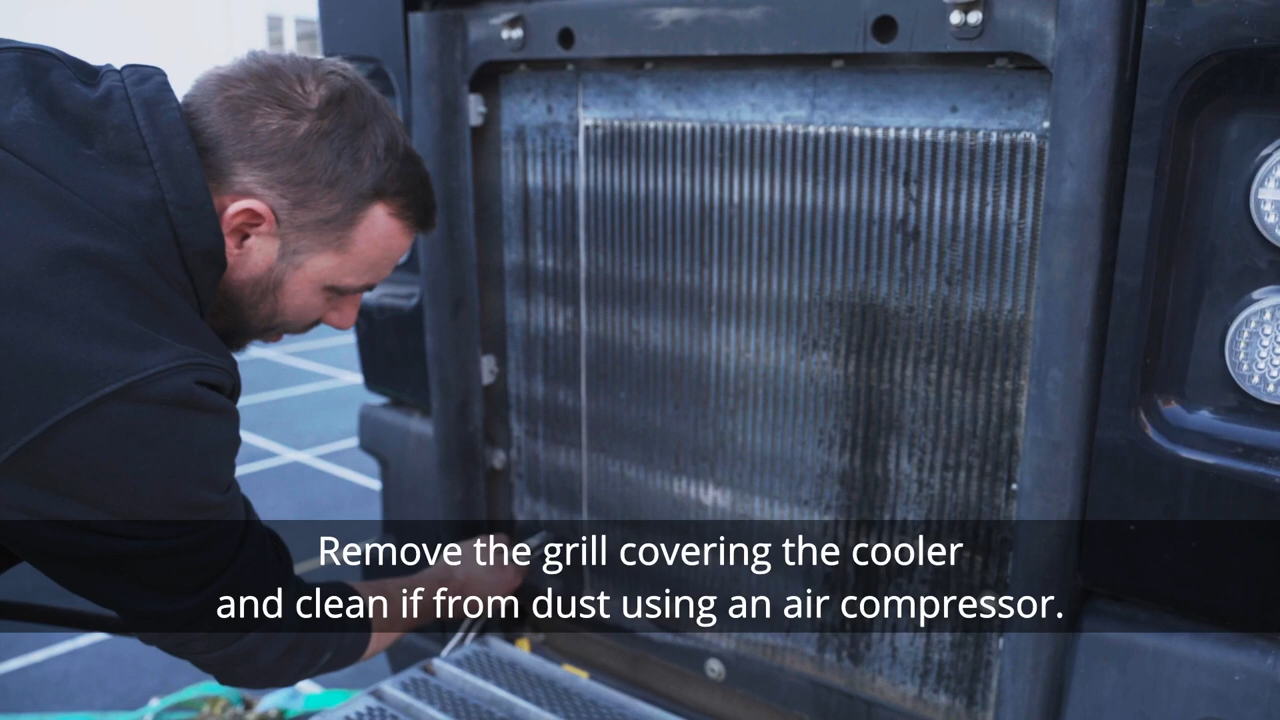 Remove the grill covering the cooler
and clean if from dust using an air compressor.